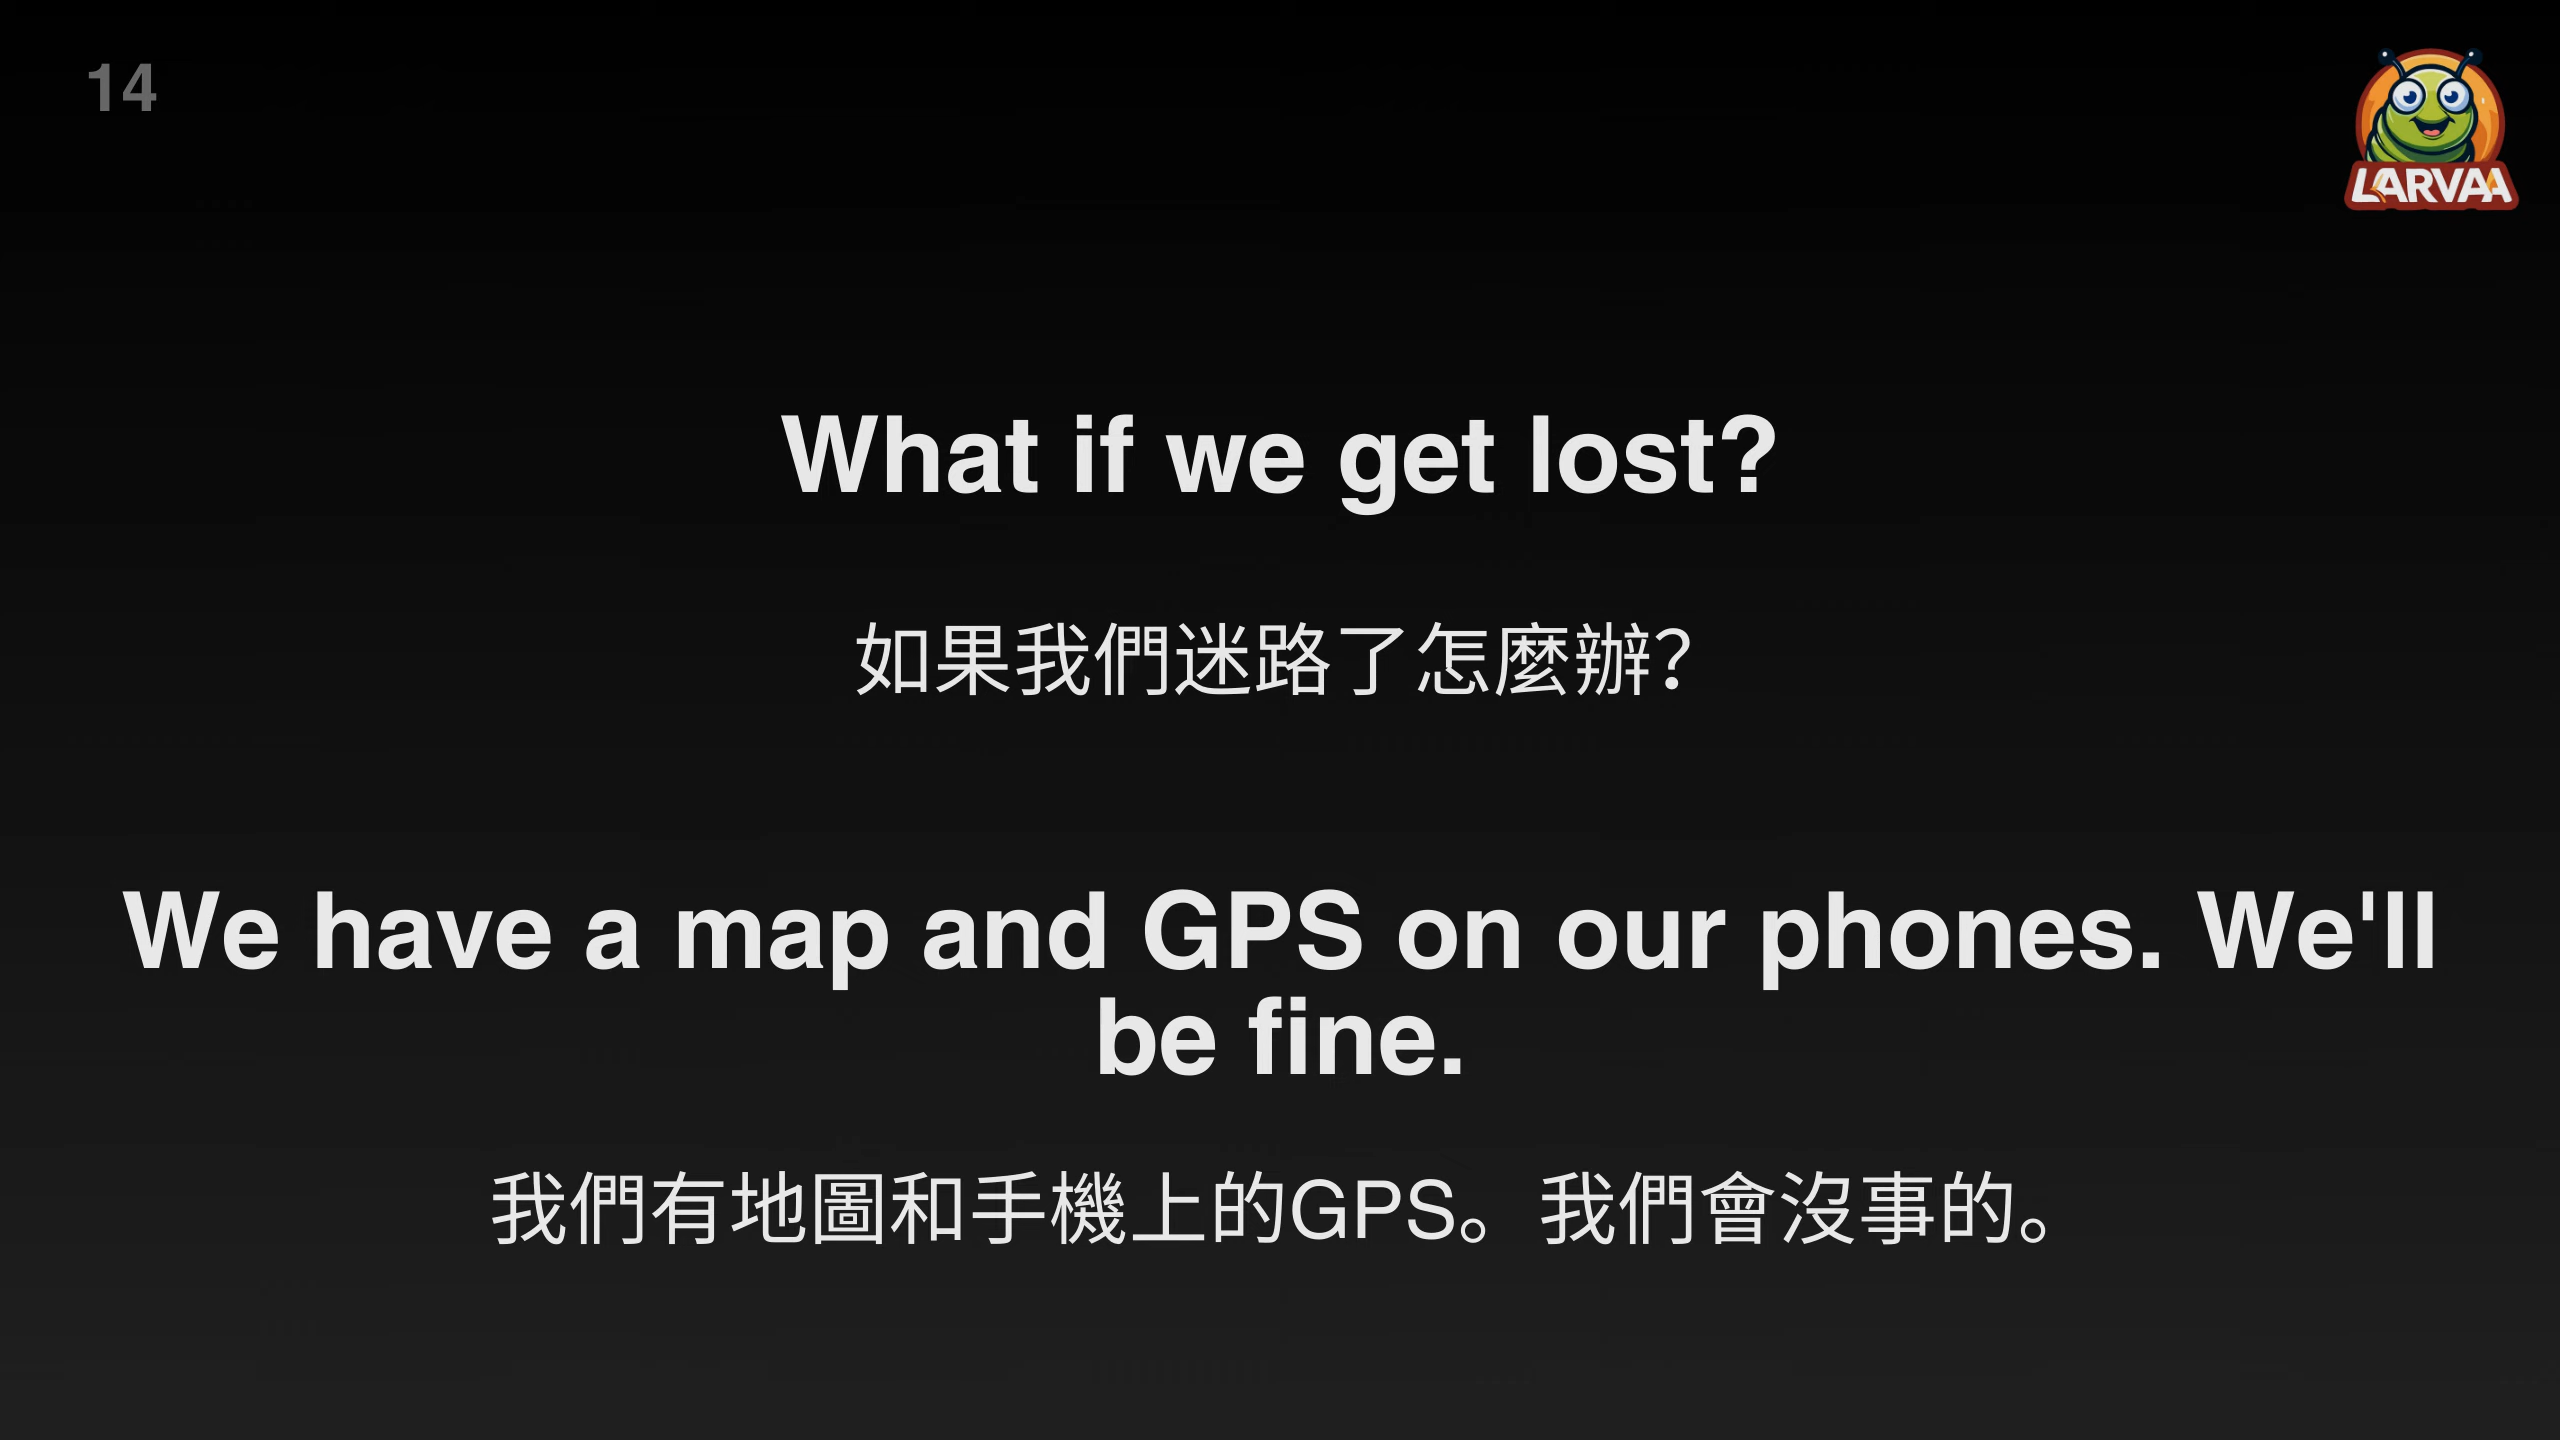 14
LARVAA
What if we get lost?
如果我們迷路了怎麼辦?
We have a map and GPS on our phones. We'll
be fine.
我們有地圖和手機上的GPS。我們會沒事的。